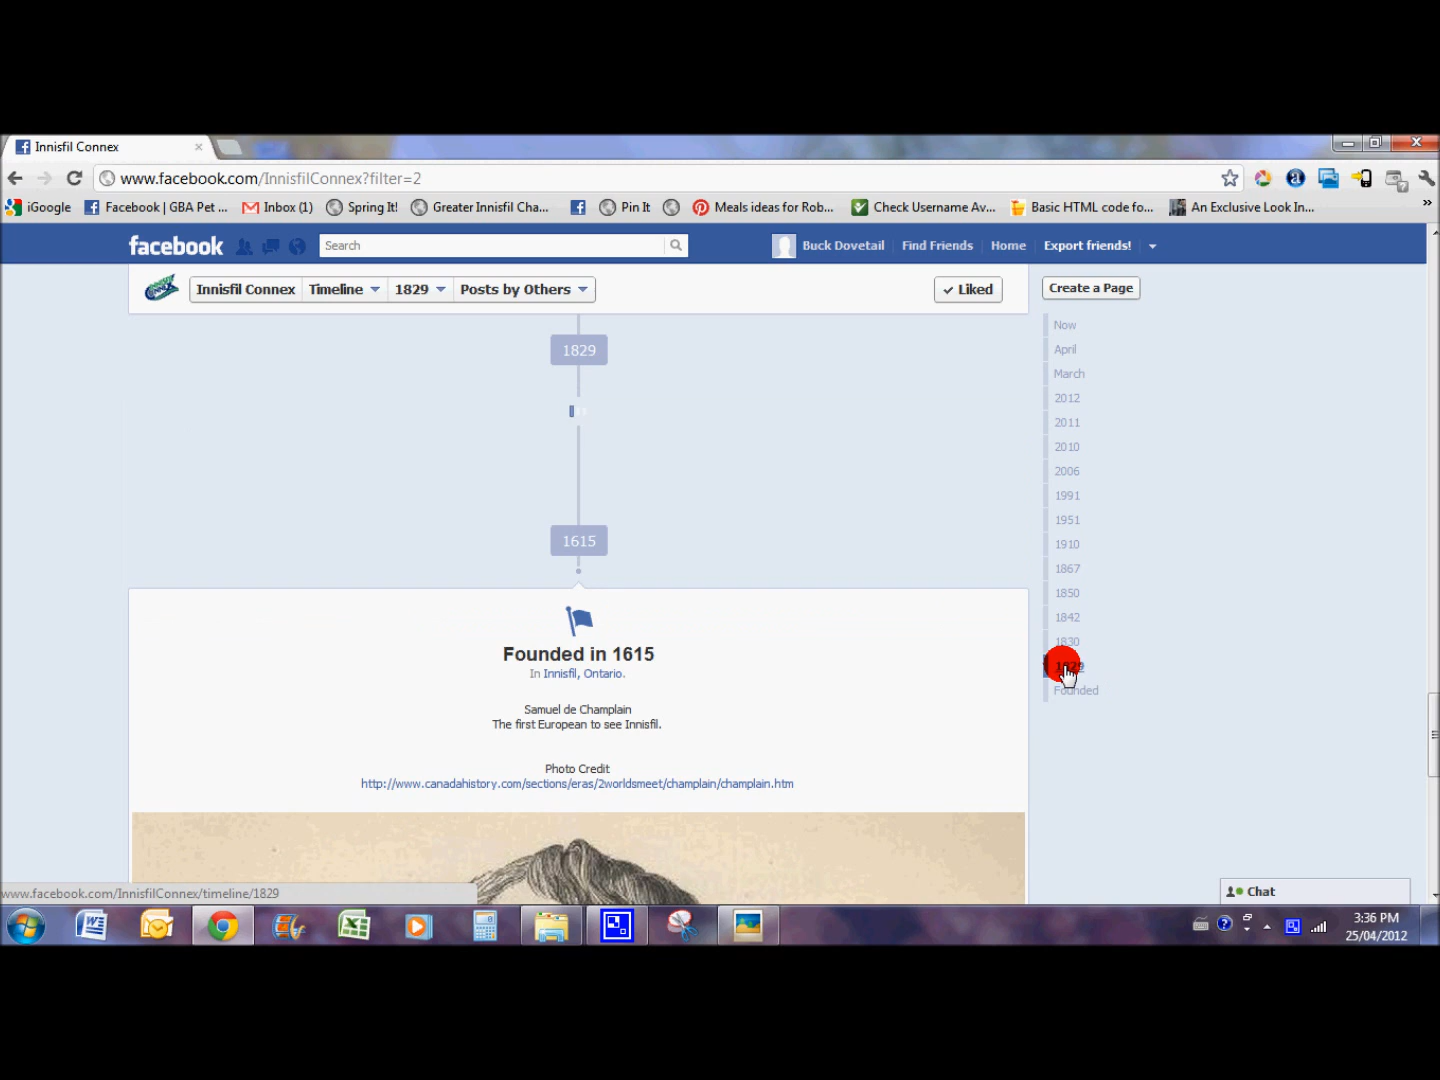 Innisfil Connex
www.facebook.com/InnisfilConnex?filter=2
iGoogle Facebook | GBA Pet ... Inbox (1) Spring It! Greater Innisfil Cha... Pin It Meals ideas for Rob... Check Username Av... Basic HTML code fo... An Exclusive Look In... »
facebook Search Buck Dovetail Find Friends Home Export friends!
Innisfil Connex Timeline 1829 Posts by Others Liked Create a Page
Now
April
March
2012
2011
2010
2006
1991
1951
1910
1867
1850
1842
1830
1829
Founded
1829
1615
Founded in 1615
In Innisfil, Ontario.
Samuel de Champlain
The first European to see Innisfil.
Photo Credit
http://www.canadahistory.com/sections/eras/2worldsmeet/champlain/champlain.htm
www.facebook.com/InnisfilConnex/timeline/1829
Chat
3:36 PM
25/04/2012